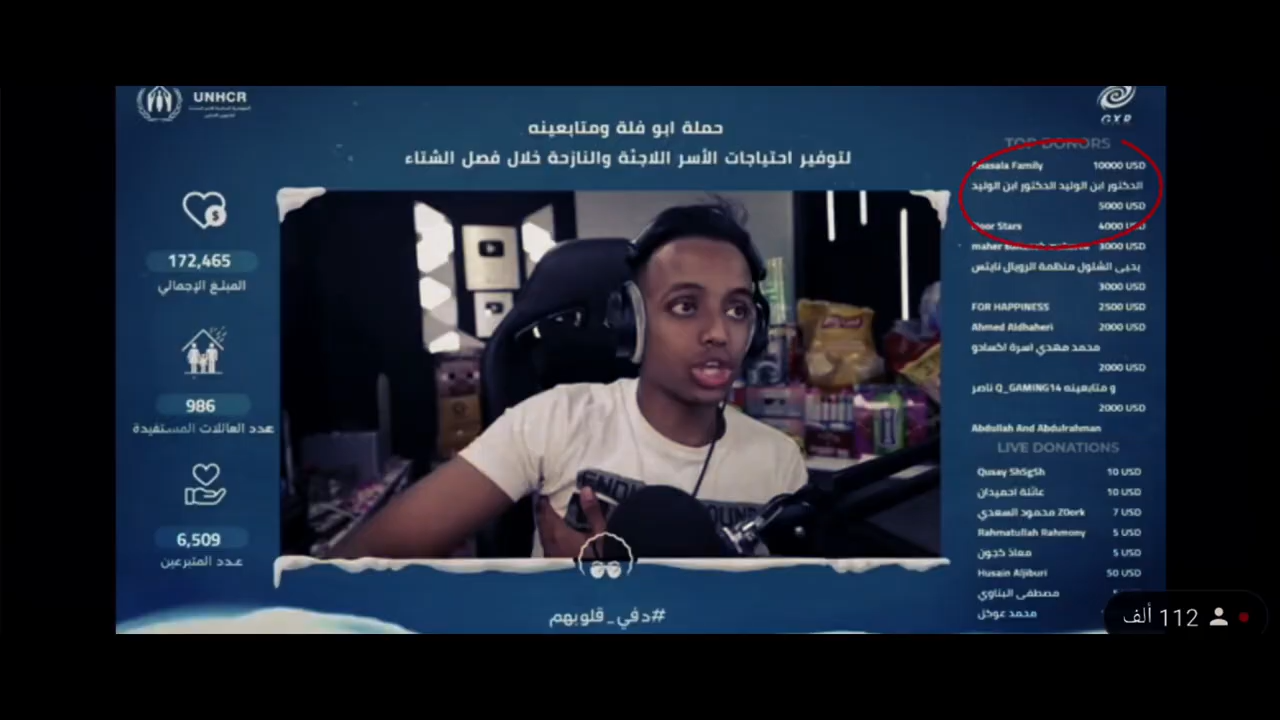 UNHCR
GXR
حملة ابو فلة ومتابعينه
لتوفير احتياجات الأسر اللاجئة والنازحة خلال فصل الشتاء
172,465
المبلغ الإجمالي
986
عدد العائلات المستفيدة
6,509
عدد المتبرعين
#دفي_قلوبهم
TOP DONORS
Family 10000 USD
الدكتور ابن الوليد الدكتور ابن الوليد
5000 USD
Stars 4000 USD
maher 3000 USD
يحيى الشلول منظمة الرويال نايتس
3000 USD
FOR HAPPINESS 2500 USD
Ahmed Aldhaheri 2000 USD
محمد مهدي اسرة اكسادو
2000 USD
ناصر Q_GAMING14 و متابعينه
2000 USD
Abdullah And Abdulrahman
LIVE DONATIONS
Qusay ShSgSh 10 USD
عائلة احميدان 10 USD
محمود السعدي 7 USD
Rahmatullah Rahmony 5 USD
معاذ كجون 5 USD
Husain Aljiburi 50 USD
مصطفى البناوي
محمد عوكل
112 ألف